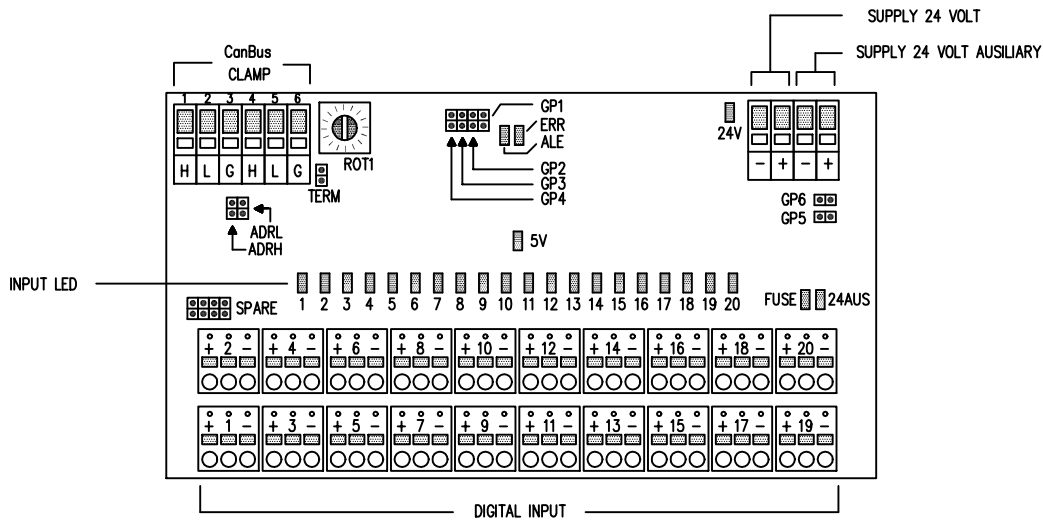 SUPPLY 24 VOLT
CanBus
CLAMP
SUPPLY 24 VOLT AUSILIARY
1 2 3 4 5 6
GP1
ERR
ALE
24V
ROT1
H L G H L G
- + - +
GP2
GP3
GP4
TERM
GP6
GP5
ADRL
ADRH
5V
INPUT LED
1 2 3 4 5 6 7 8 9 10 11 12 13 14 15 16 17 18 19 20
FUSE 24AUS
SPARE
+ 2 - + 4 - + 6 - + 8 - + 10 - + 12 - + 14 - + 16 - + 18 - + 20 -
+ 1 - + 3 - + 5 - + 7 - + 9 - + 11 - + 13 - + 15 - + 17 - + 19 -
DIGITAL INPUT